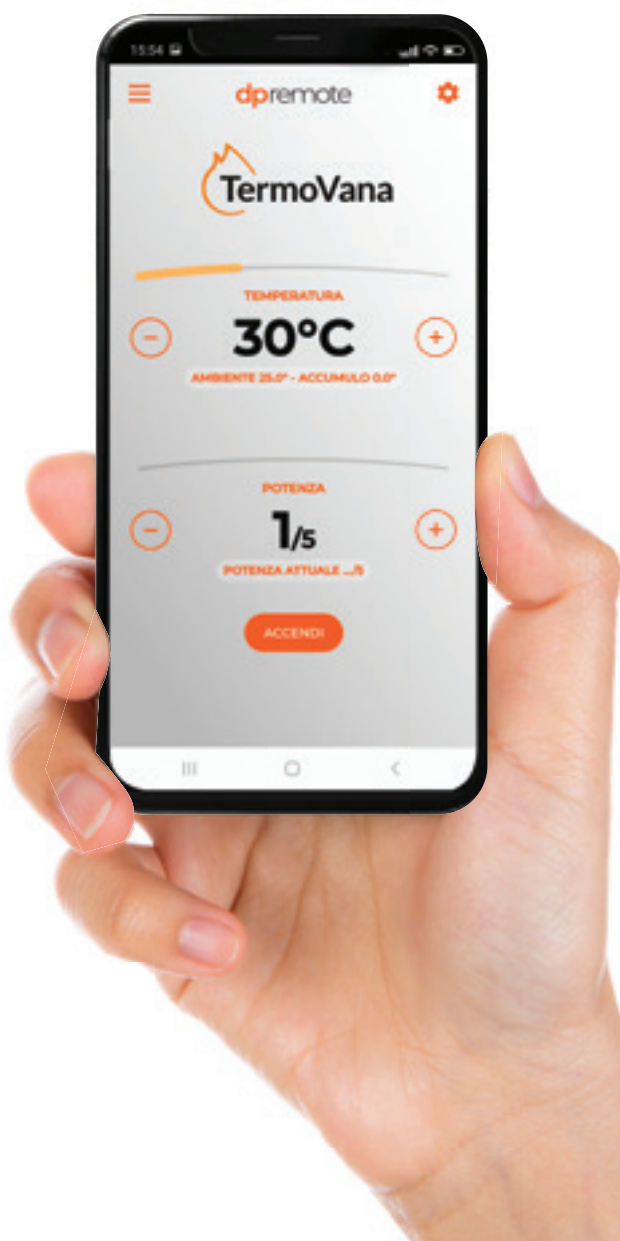 15:54
dpremote
TermoVana
TEMPERATURA
30°C
AMBIENTE 25.0° - ACCUMULO 0.0°
POTENZA
1/5
POTENZA ATTUALE .../5
ACCENDI